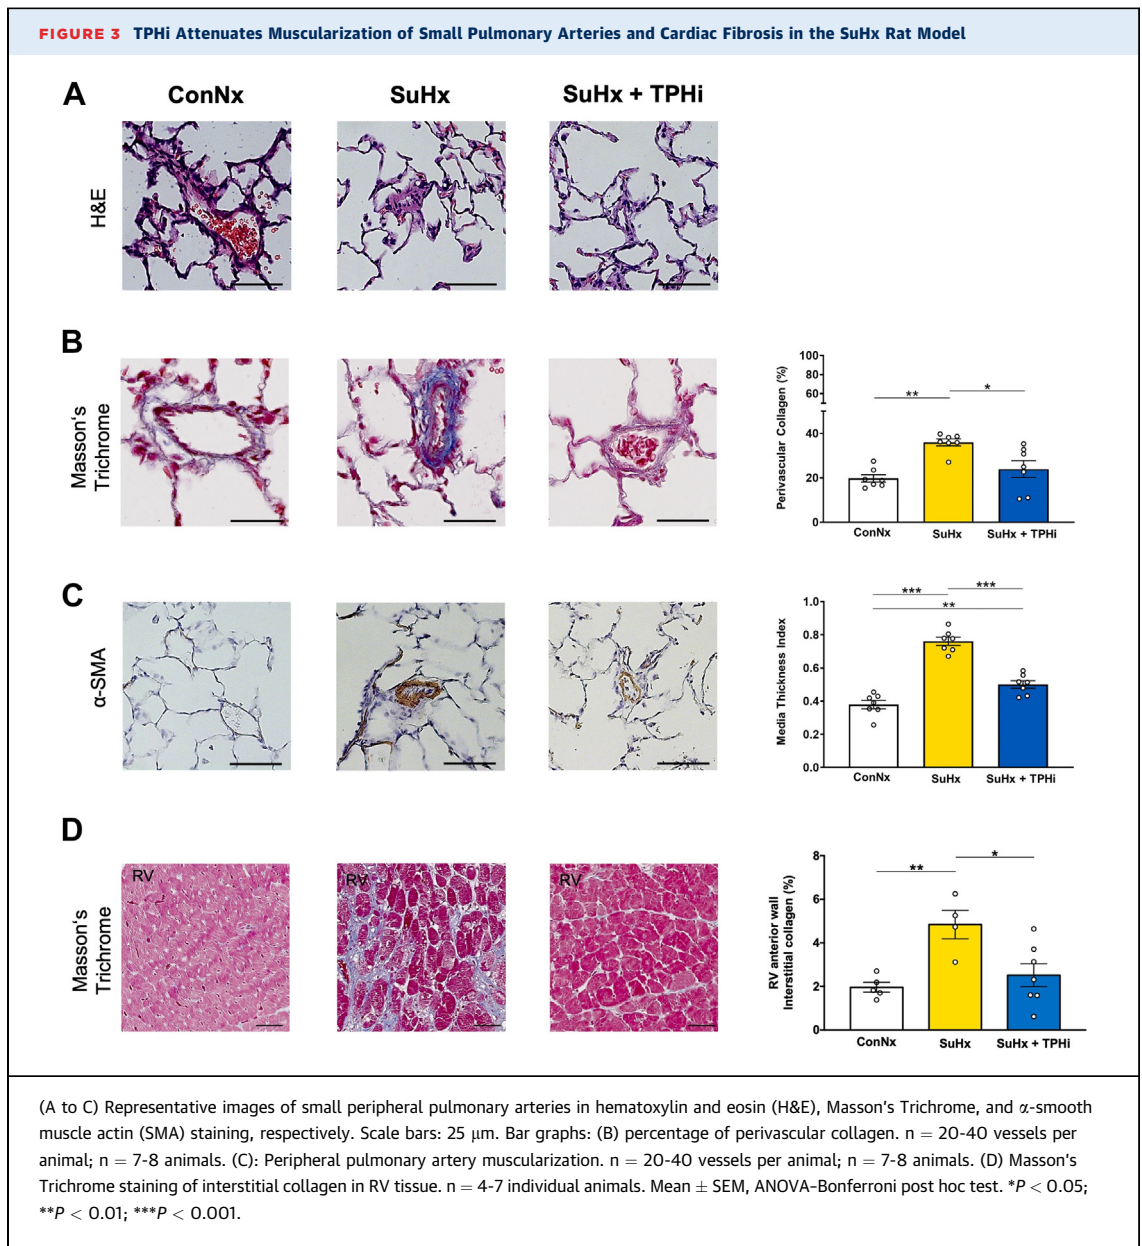 FIGURE 3 TPHi Attenuates Muscularization of Small Pulmonary Arteries and Cardiac Fibrosis in the SuHx Rat Model
A
ConNx
SuHx
SuHx + TPHi
H&E
B
Masson's
Trichrome
Perivascular Collagen (%)
100
80
60
40
20
0
**
*
ConNx
SuHx
SuHx + TPHi
C
α-SMA
Media Thickness Index
1.0
0.8
0.6
0.4
0.2
0.0
***
***
**
ConNx
SuHx
SuHx + TPHi
D
Masson's
Trichrome
RV
RV
RV
RV anterior wall
Interstitial collagen (%)
8
6
4
2
0
**
*
ConNx
SuHx
SuHx + TPHi
(A to C) Representative images of small peripheral pulmonary arteries in hematoxylin and eosin (H&E), Masson's Trichrome, and α-smooth
muscle actin (SMA) staining, respectively. Scale bars: 25 μm. Bar graphs: (B) percentage of perivascular collagen. n = 20-40 vessels per
animal; n = 7-8 animals. (C): Peripheral pulmonary artery muscularization. n = 20-40 vessels per animal; n = 7-8 animals. (D) Masson's
Trichrome staining of interstitial collagen in RV tissue. n = 4-7 individual animals. Mean ± SEM, ANOVA-Bonferroni post hoc test. *P < 0.05;
**P < 0.01; ***P < 0.001.